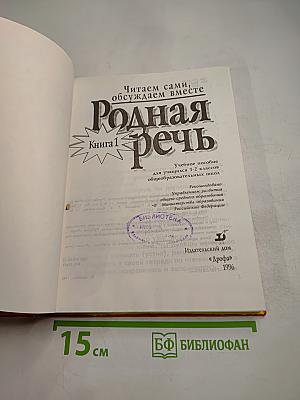 Читаем сами,
обсуждаем вместе
Родная
речь
Книга 1
Учебное пособие
для учащихся 1-2 классов
общеобразовательных школ
Рекомендовано
Управлением развития
общего среднего образования
Министерства образования
Российской Федерации
БИБЛИОТЕКА
Издательский дом
«Дрофа»
1996
15 см
БФ БИБЛИОФАН